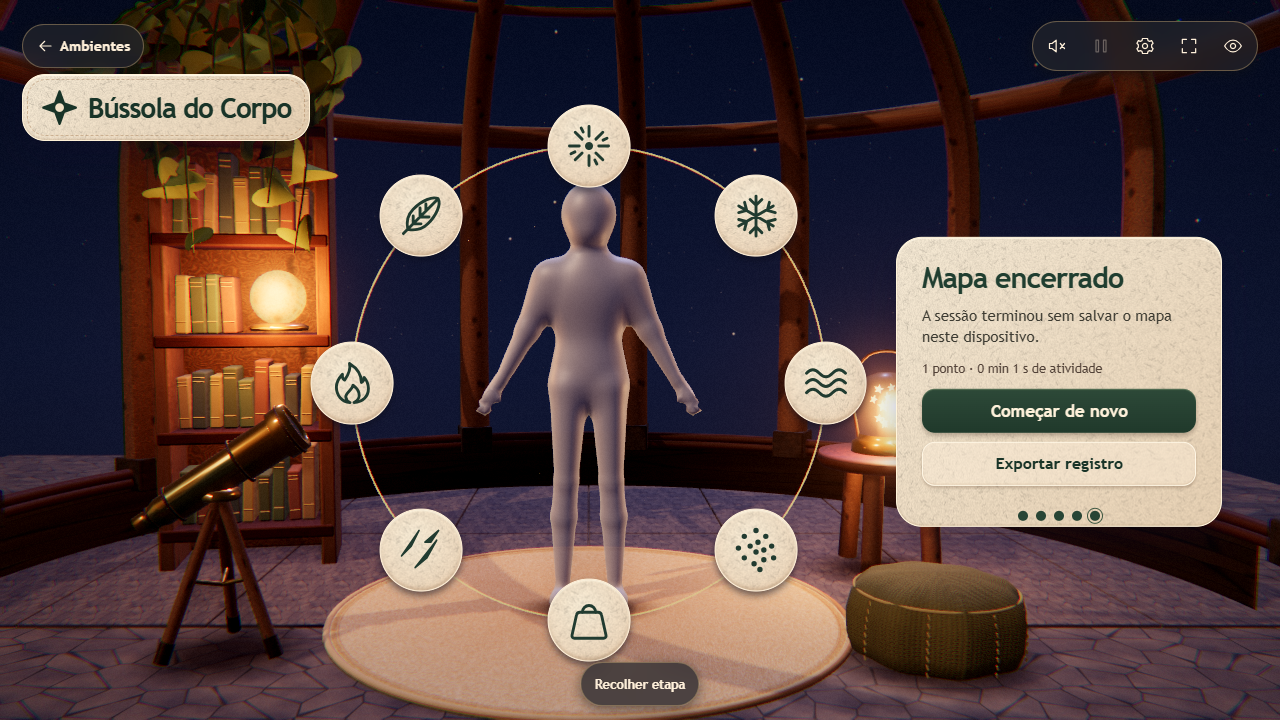 Ambientes
Bússola do Corpo
Mapa encerrado
A sessão terminou sem salvar o mapa
neste dispositivo.
1 ponto · 0 min 1 s de atividade
Começar de novo
Exportar registro
Recolher etapa